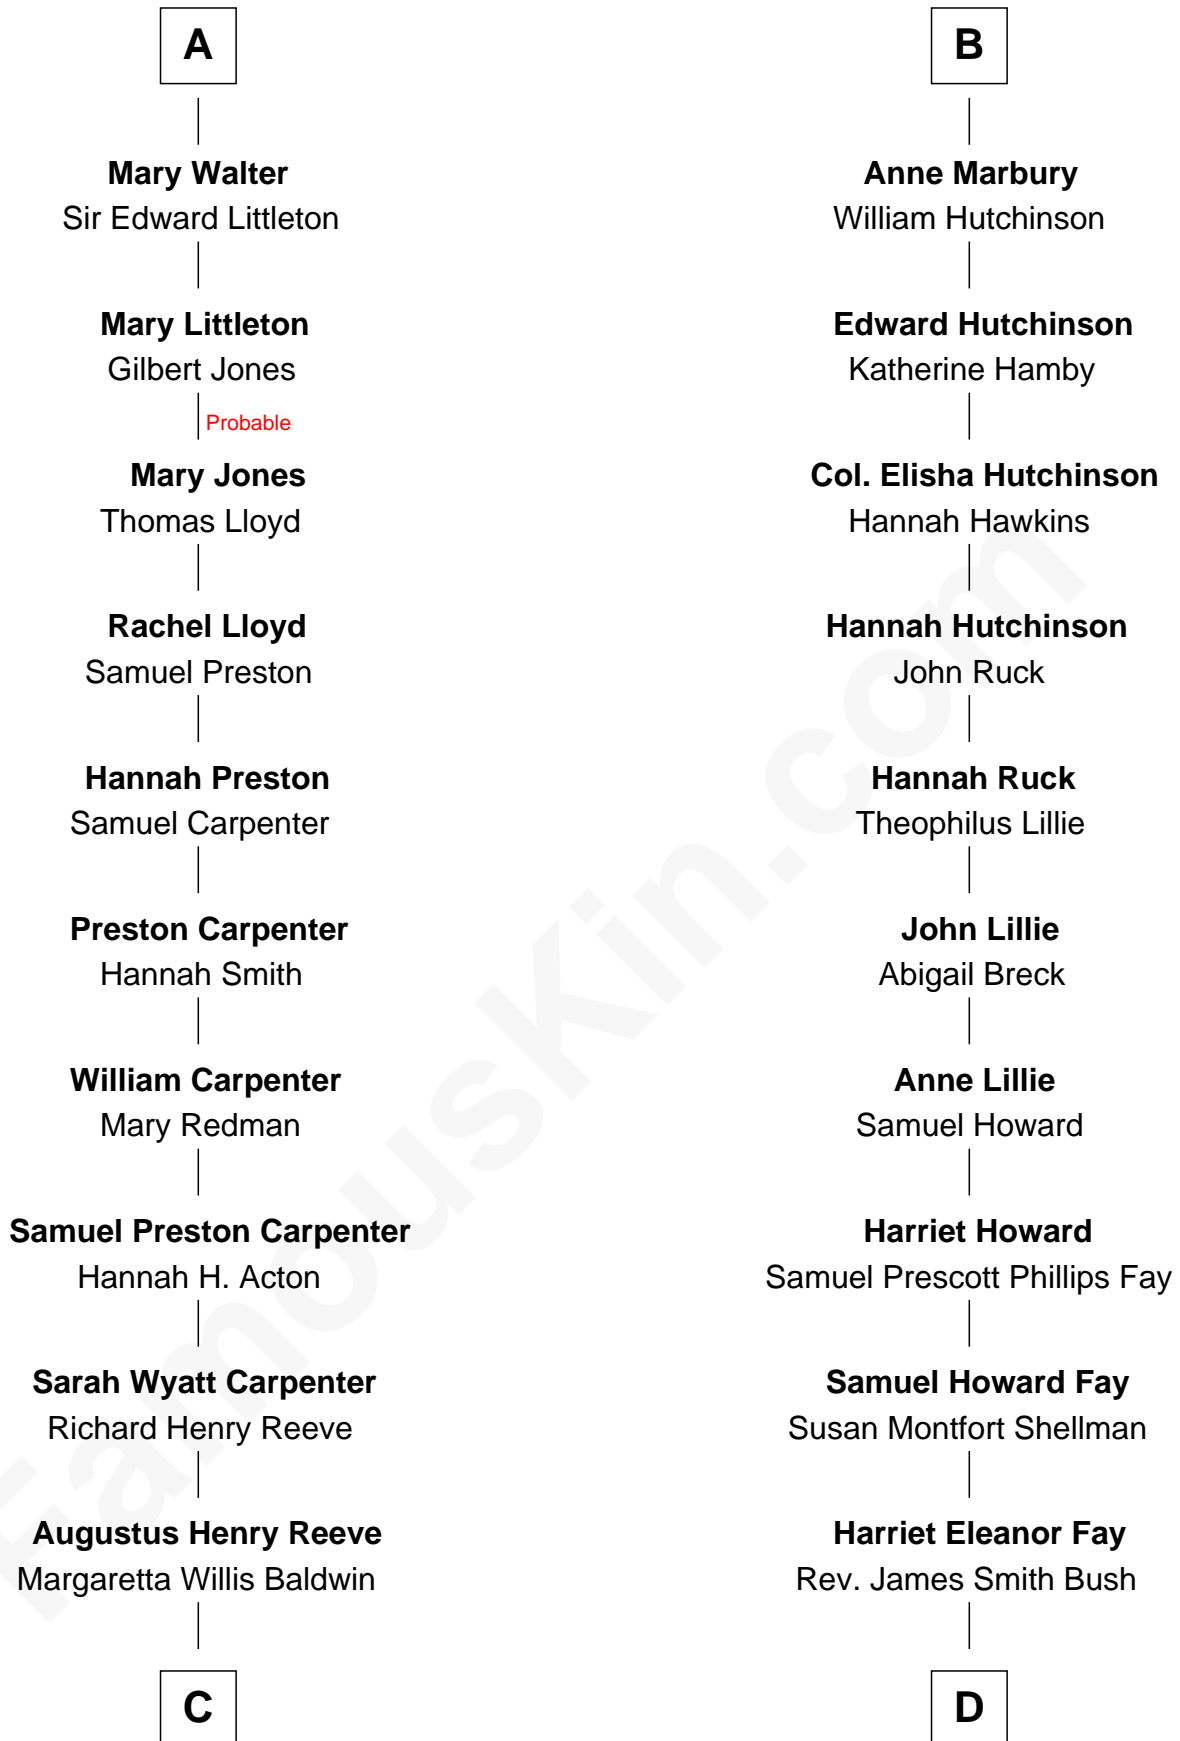 A
Mary Walter
Sir Edward Littleton
Mary Littleton
Gilbert Jones
Probable
Mary Jones
Thomas Lloyd
Rachel Lloyd
Samuel Preston
Hannah Preston
Samuel Carpenter
Preston Carpenter
Hannah Smith
William Carpenter
Mary Redman
Samuel Preston Carpenter
Hannah H. Acton
Sarah Wyatt Carpenter
Richard Henry Reeve
Augustus Henry Reeve
Margaretta Willis Baldwin
C
B
Anne Marbury
William Hutchinson
Edward Hutchinson
Katherine Hamby
Col. Elisha Hutchinson
Hannah Hawkins
Hannah Hutchinson
John Ruck
Hannah Ruck
Theophilus Lillie
John Lillie
Abigail Breck
Anne Lillie
Samuel Howard
Harriet Howard
Samuel Prescott Phillips Fay
Samuel Howard Fay
Susan Montfort Shellman
Harriet Eleanor Fay
Rev. James Smith Bush
D
FamousKin.com